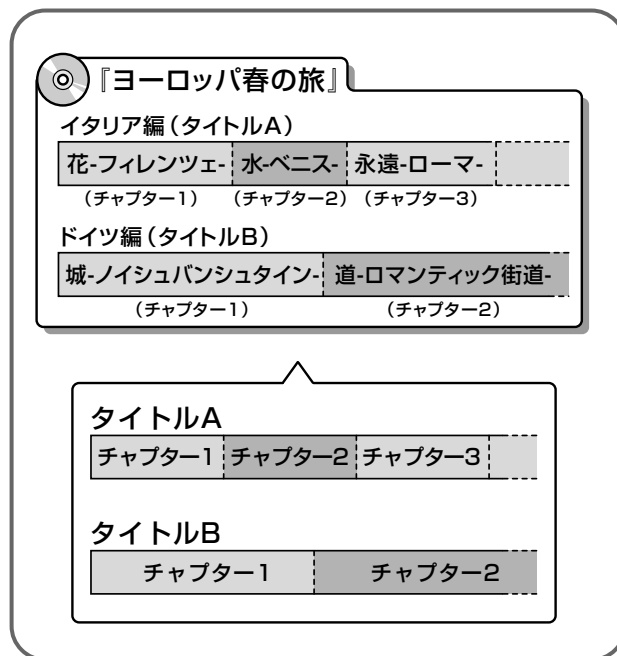 『ヨーロッパ春の旅』
イタリア編(タイトルA)
花-フィレンツェ- 水-ベニス- 永遠-ローマ-
(チャプター1) (チャプター2) (チャプター3)
ドイツ編(タイトルB)
城-ノイシュバンシュタイン- 道-ロマンティック街道-
(チャプター1) (チャプター2)
タイトルA
チャプター1 チャプター2 チャプター3
タイトルB
チャプター1 チャプター2